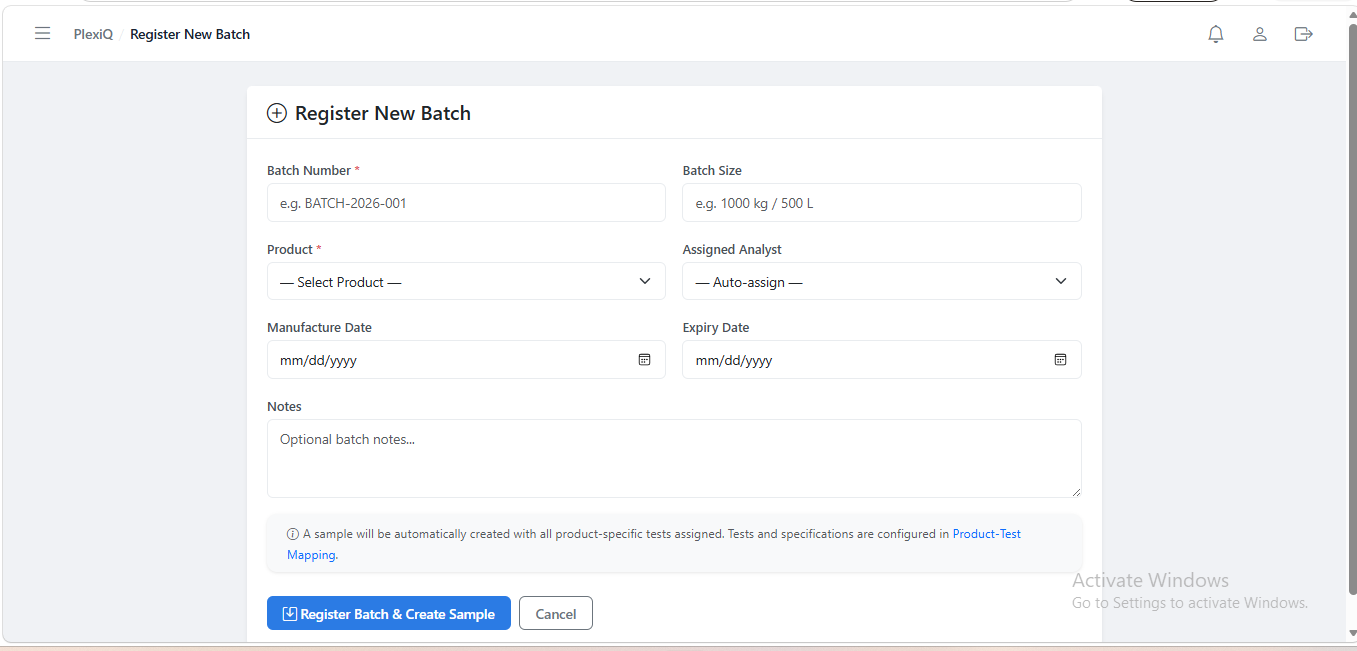 PlexiQ / Register New Batch
Register New Batch
Batch Number *
Batch Size
e.g. BATCH-2026-001
e.g. 1000 kg / 500 L
Product *
Assigned Analyst
— Select Product —
— Auto-assign —
Manufacture Date
Expiry Date
mm/dd/yyyy
mm/dd/yyyy
Notes
Optional batch notes...
A sample will be automatically created with all product-specific tests assigned. Tests and specifications are configured in Product-Test
Mapping.
Activate Windows
Go to Settings to activate Windows.
Register Batch & Create Sample
Cancel